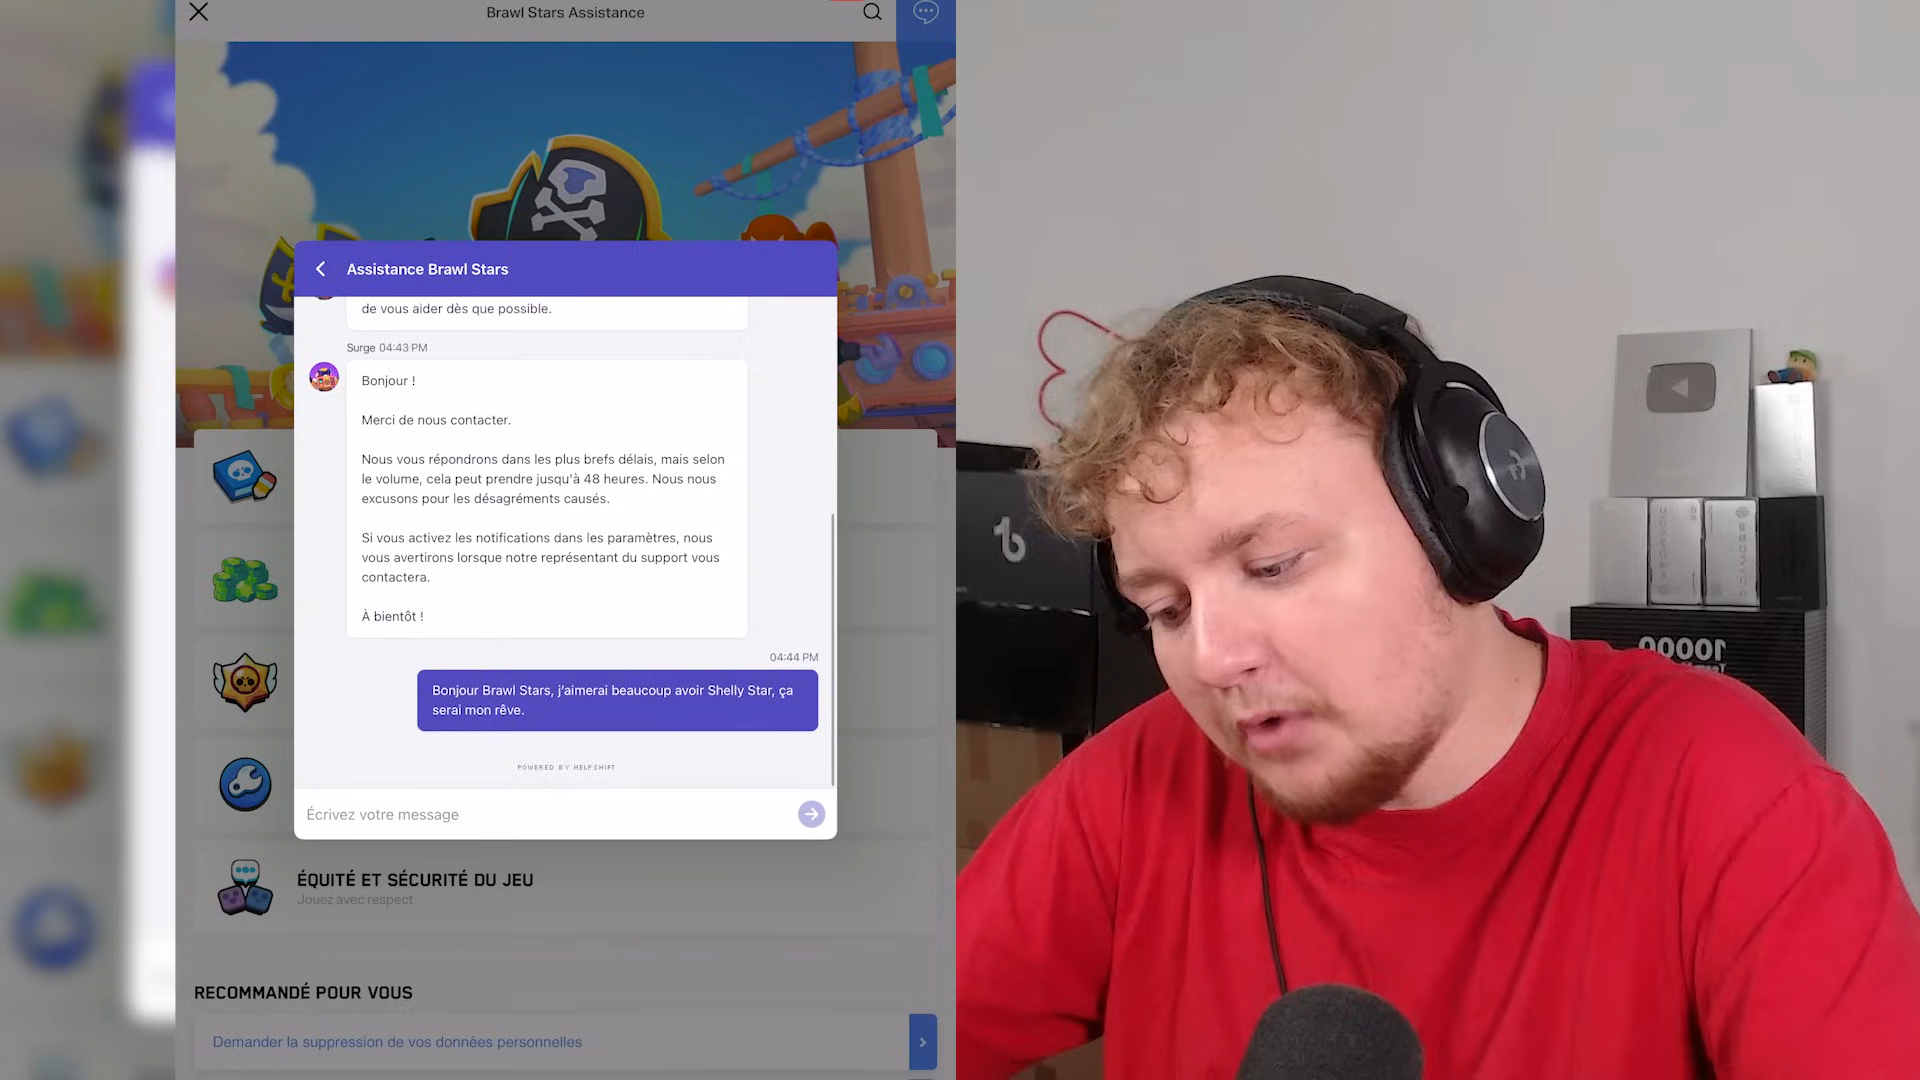 Brawl Stars Assistance
Assistance Brawl Stars
de vous aider dès que possible.
Surge 04:43 PM
Bonjour !
Merci de nous contacter.
Nous vous répondrons dans les plus brefs délais, mais selon
le volume, cela peut prendre jusqu'à 48 heures. Nous nous
excusons pour les désagréments causés.
Si vous activez les notifications dans les paramètres, nous
vous avertirons lorsque notre représentant du support vous
contactera.
À bientôt !
04:44 PM
Bonjour Brawl Stars, j'aimerai beaucoup avoir Shelly Star, ça
serai mon rêve.
POWERED BY HELPSHIFT
Écrivez votre message
ÉQUITÉ ET SÉCURITÉ DU JEU
Jouez avec respect
RECOMMANDÉ POUR VOUS
Demander la suppression de vos données personnelles
10000